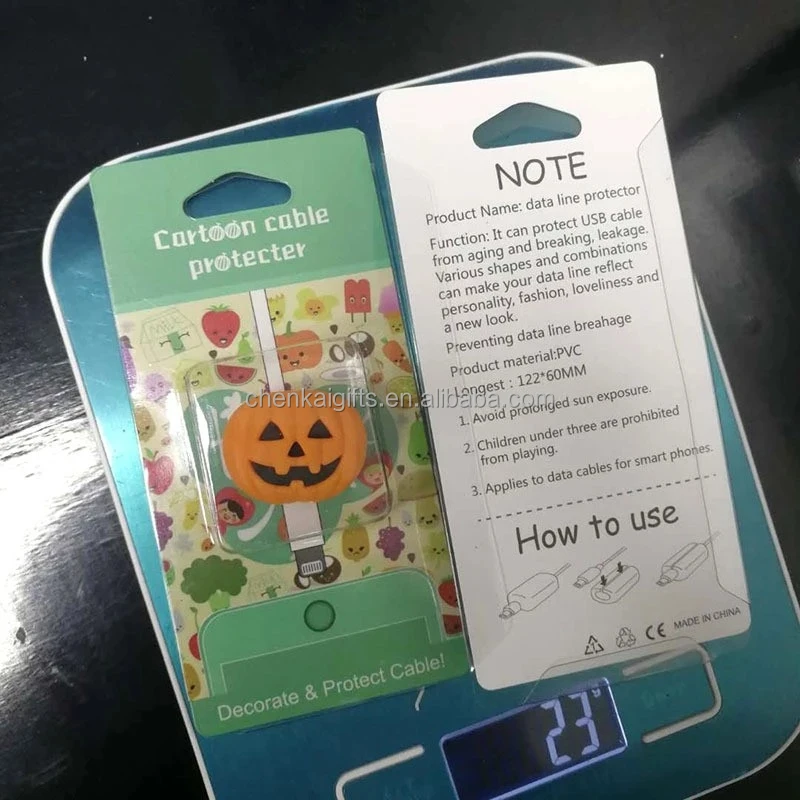 Cartoon cable
protecter
Decorate & Protect Cable!
NOTE
Product Name: data line protector
Function: It can protect USB cable
from aging and breaking, leakage.
Various shapes and combinations
can make your data line reflect
personality, fashion, loveliness and
a new look.
Preventing data line breahage
Product material:PVC
Longest : 122*60MM
1. Avoid prolonged sun exposure.
2. Children under three are prohibited
from playing.
3. Applies to data cables for smart phones.
How to use
CE MADE IN CHINA
23
chenkaigifts.en.alibaba.com